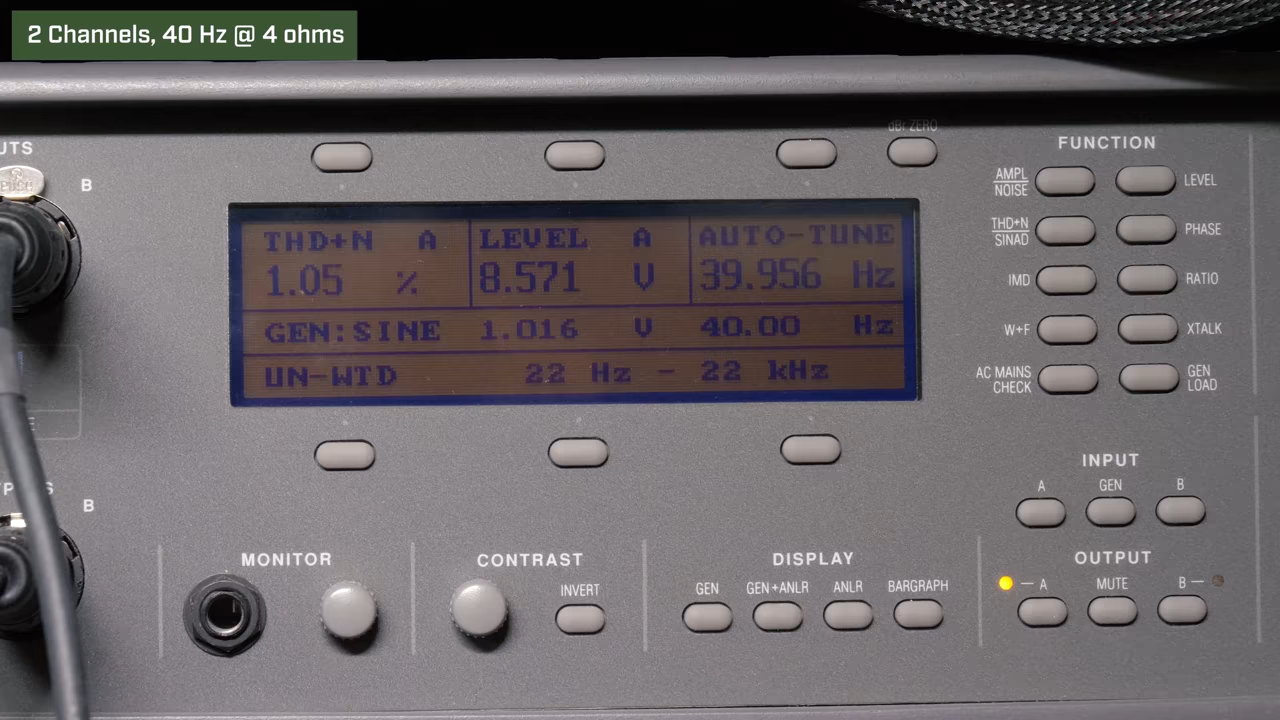 2 Channels, 40 Hz @ 4 ohms
UTS
PUSH
B
B
dBr ZERO
THD+N A LEVEL A AUTO-TUNE
1.05 % 8.571 V 39.956 Hz
GEN:SINE 1.016 V 40.00 Hz
UN-WTD 22 Hz - 22 kHz
FUNCTION
AMPL
NOISE
LEVEL
THD+N
SINAD
PHASE
IMD
RATIO
W+F
XTALK
AC MAINS
CHECK
GEN
LOAD
INPUT
A GEN B
OUTPUT
A MUTE B
MONITOR
CONTRAST
INVERT
DISPLAY
GEN GEN+ANLR ANLR BARGRAPH